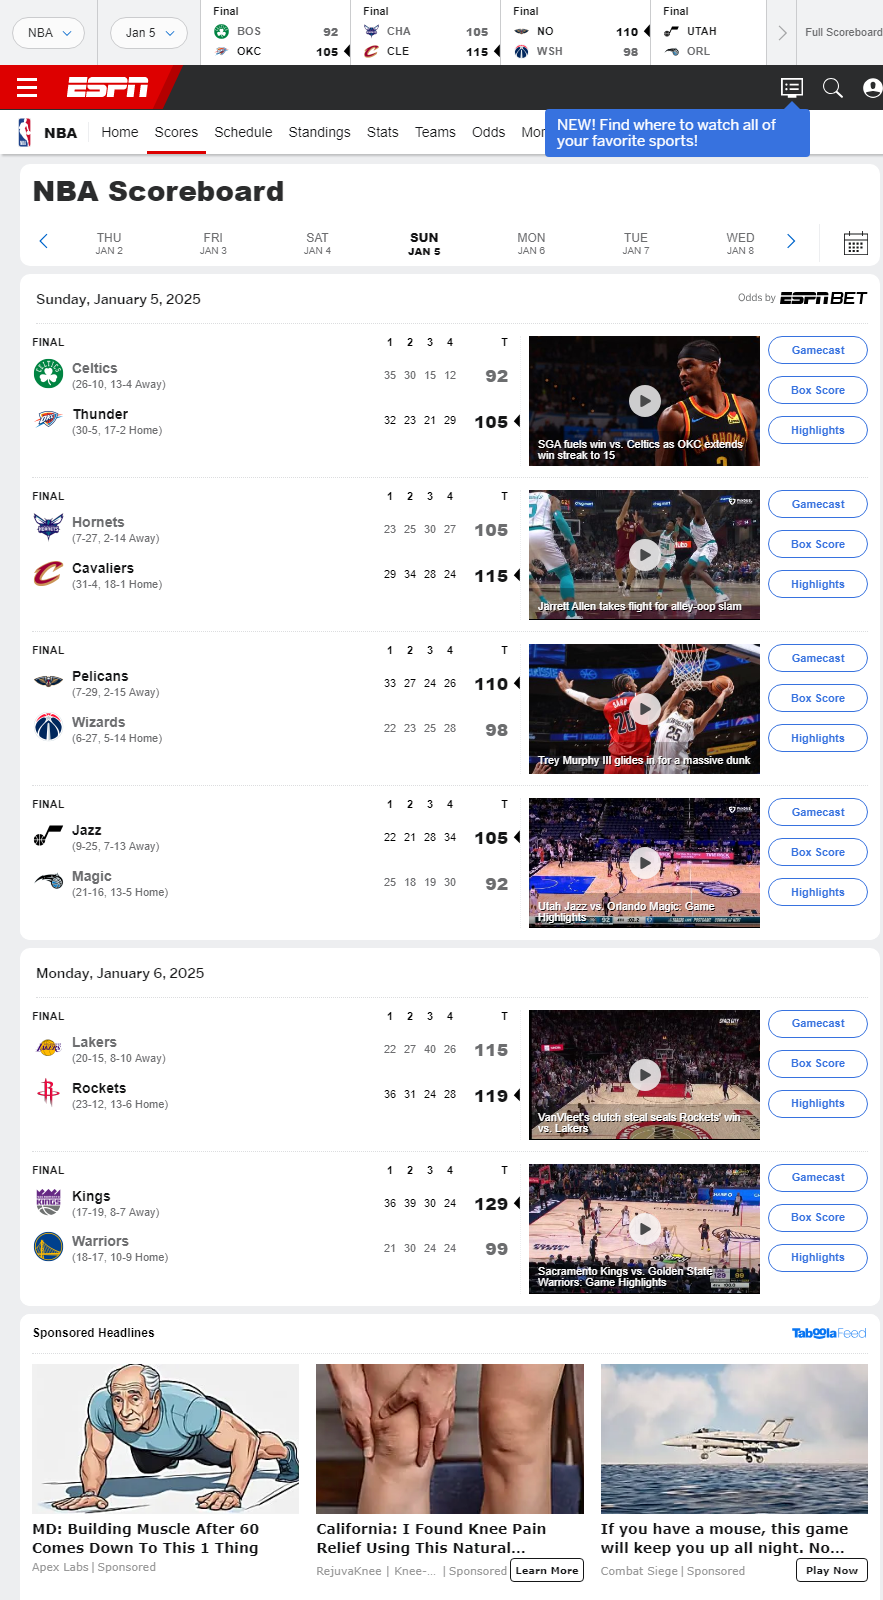 NBA
Jan 5
Final
BOS 92
OKC 105
Final
CHA 105
CLE 115
Final
NO 110
WSH 98
Final
UTAH
ORL
Full Scoreboard
ESPN
NBA Home Scores Schedule Standings Stats Teams Odds Mor
NEW! Find where to watch all of
your favorite sports!
NBA Scoreboard
THU FRI SAT SUN MON TUE WED
JAN 2 JAN 3 JAN 4 JAN 5 JAN 6 JAN 7 JAN 8
Sunday, January 5, 2025
Odds by ESPN BET
FINAL 1 2 3 4 T
Celtics 35 30 15 12 92
(26-10, 13-4 Away)
Thunder 32 23 21 29 105
(30-5, 17-2 Home)
SGA fuels win vs. Celtics as OKC extends
win streak to 15
Gamecast
Box Score
Highlights
FINAL 1 2 3 4 T
Hornets 23 25 30 27 105
(7-27, 2-14 Away)
Cavaliers 29 34 28 24 115
(31-4, 18-1 Home)
Jarrett Allen takes flight for alley-oop slam
Gamecast
Box Score
Highlights
FINAL 1 2 3 4 T
Pelicans 33 27 24 26 110
(7-29, 2-15 Away)
Wizards 22 23 25 28 98
(6-27, 5-14 Home)
Trey Murphy III glides in for a massive dunk
Gamecast
Box Score
Highlights
FINAL 1 2 3 4 T
Jazz 22 21 28 34 105
(9-25, 7-13 Away)
Magic 25 18 19 30 92
(21-16, 13-5 Home)
Utah Jazz vs. Orlando Magic: Game
Highlights
Gamecast
Box Score
Highlights
Monday, January 6, 2025
FINAL 1 2 3 4 T
Lakers 22 27 40 26 115
(20-15, 8-10 Away)
Rockets 36 31 24 28 119
(23-12, 13-6 Home)
SPACE CITY
VanVleet's clutch steal seals Rockets' win
vs. Lakers
Gamecast
Box Score
Highlights
FINAL 1 2 3 4 T
Kings 36 39 30 24 129
(17-19, 8-7 Away)
Warriors 21 30 24 24 99
(18-17, 10-9 Home)
Sacramento Kings vs. Golden State
Warriors: Game Highlights
Gamecast
Box Score
Highlights
Sponsored Headlines
Taboola Feed
MD: Building Muscle After 60
Comes Down To This 1 Thing
Apex Labs | Sponsored
California: I Found Knee Pain
Relief Using This Natural...
RejuvaKnee | Knee-... | Sponsored
Learn More
If you have a mouse, this game
will keep you up all night. No...
Combat Siege | Sponsored
Play Now